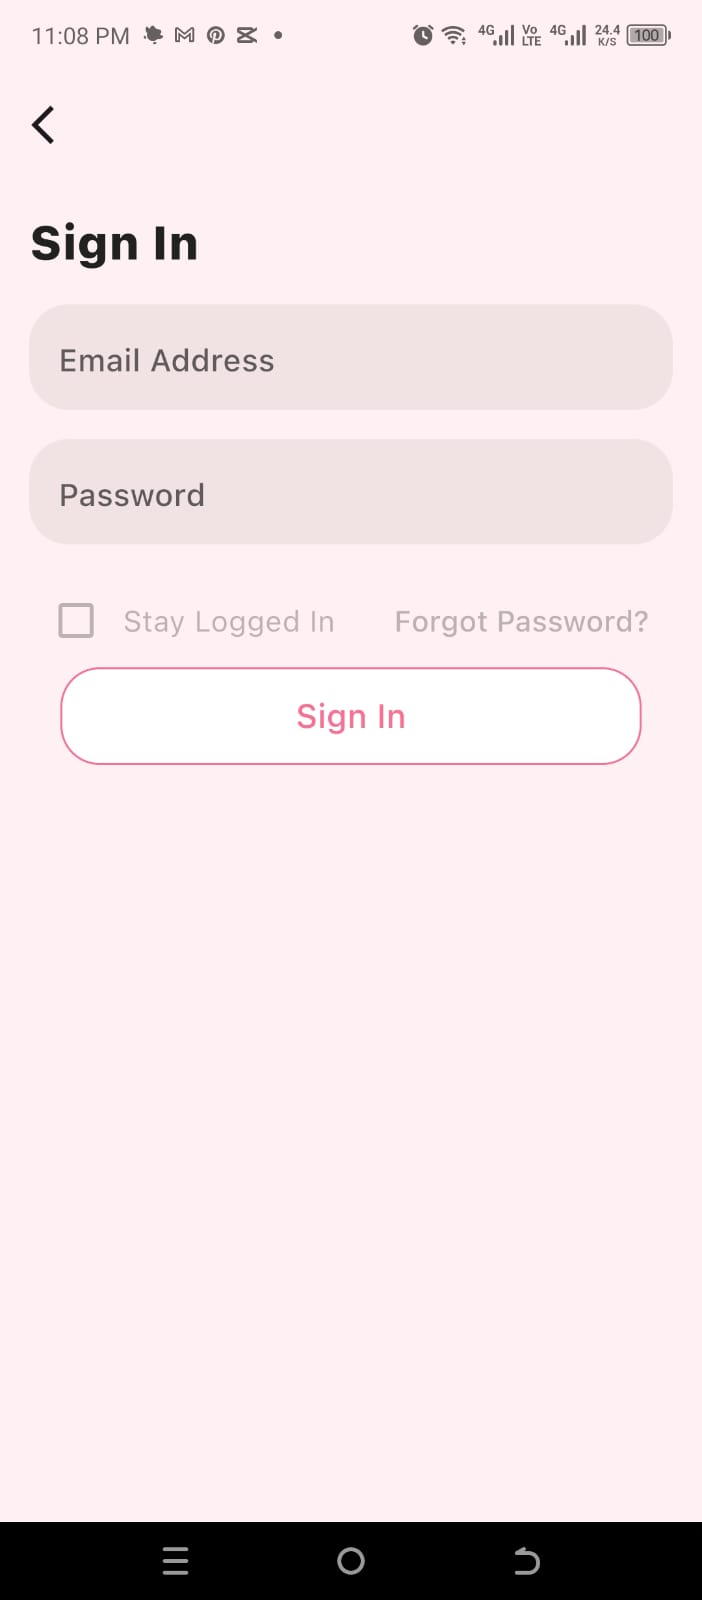 11:08 PM 4G Vo LTE 4G 24.4 K/S 100
Sign In
Email Address
Password
Stay Logged In Forgot Password?
Sign In